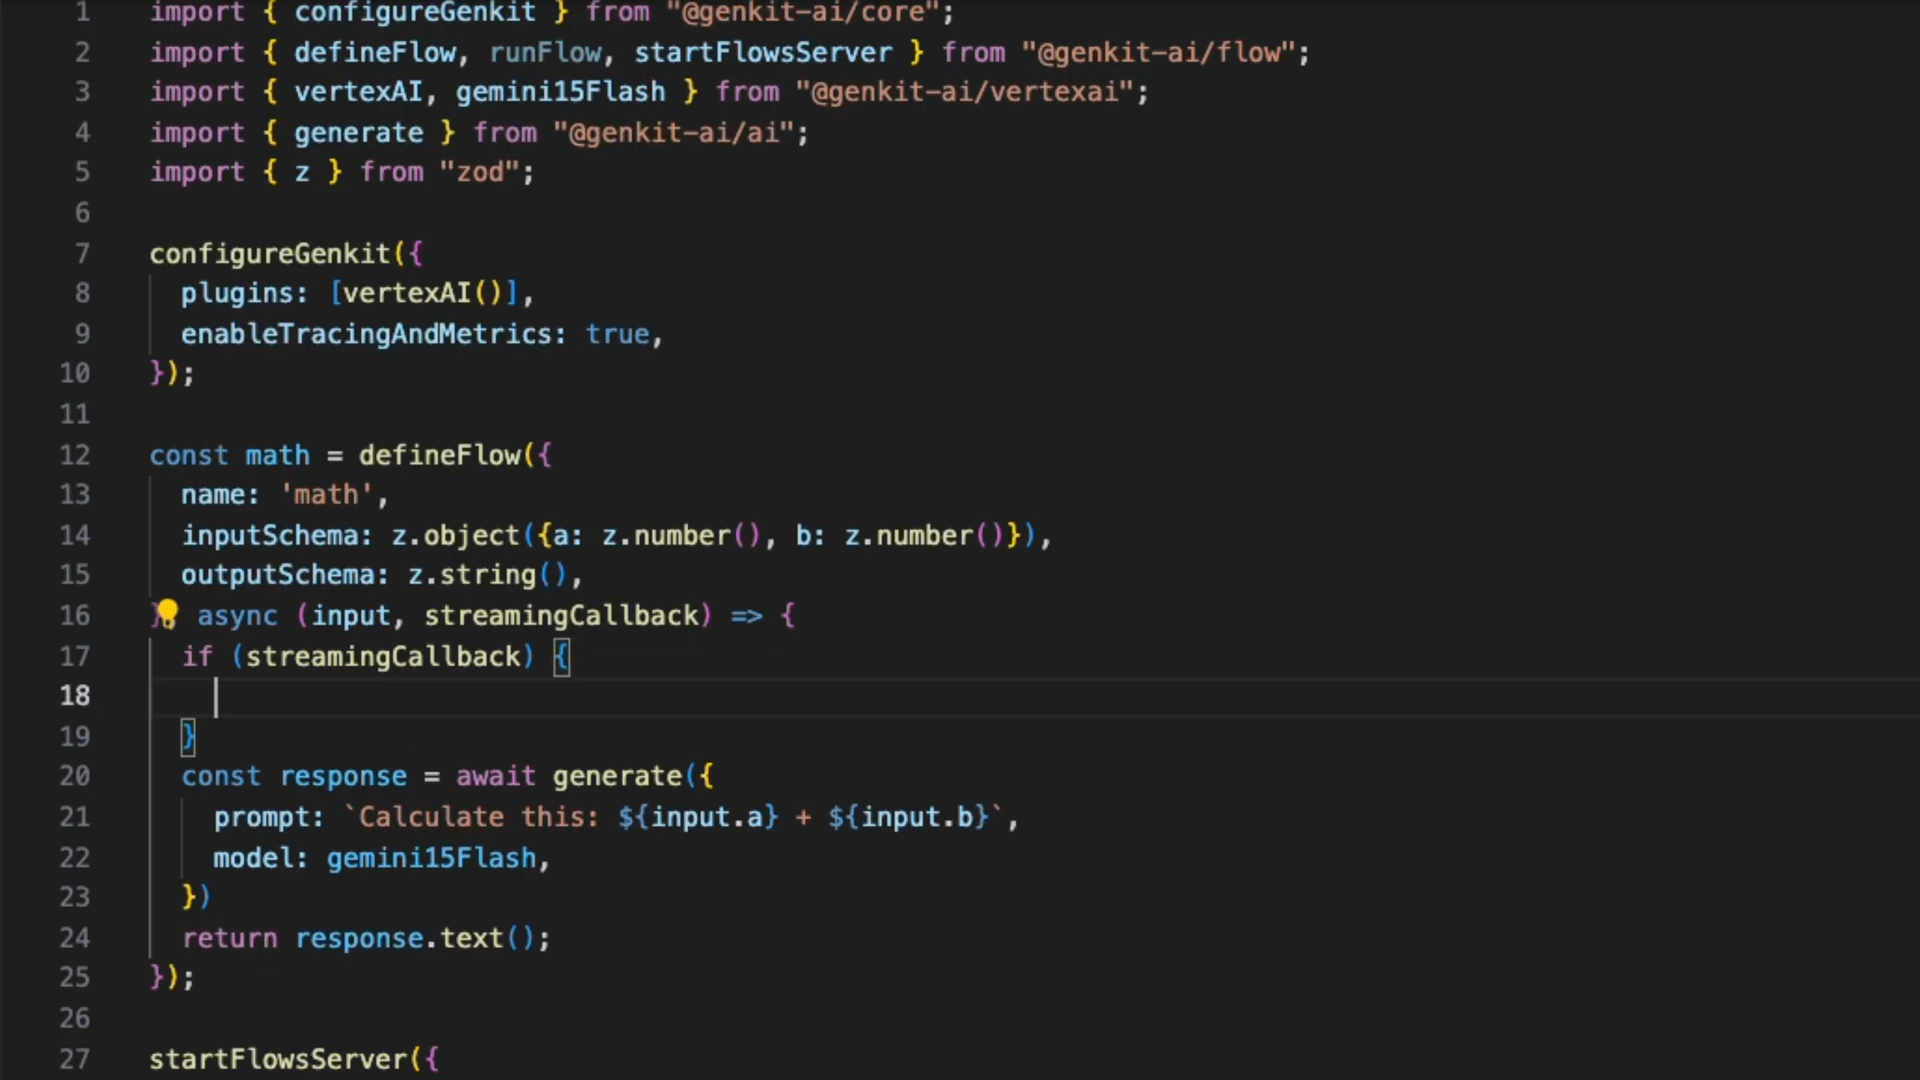 1 import { configureGenkit } from "@genkit-ai/core";
2 import { defineFlow, runFlow, startFlowsServer } from "@genkit-ai/flow";
3 import { vertexAI, gemini15Flash } from "@genkit-ai/vertexai";
4 import { generate } from "@genkit-ai/ai";
5 import { z } from "zod";
6
7 configureGenkit({
8 plugins: [vertexAI()],
9 enableTracingAndMetrics: true,
10 });
11
12 const math = defineFlow({
13 name: 'math',
14 inputSchema: z.object({a: z.number(), b: z.number()}),
15 outputSchema: z.string(),
16 } async (input, streamingCallback) => {
17 if (streamingCallback) {
18
19 }
20 const response = await generate({
21 prompt: `Calculate this: ${input.a} + ${input.b}`,
22 model: gemini15Flash,
23 })
24 return response.text();
25 });
26
27 startFlowsServer({